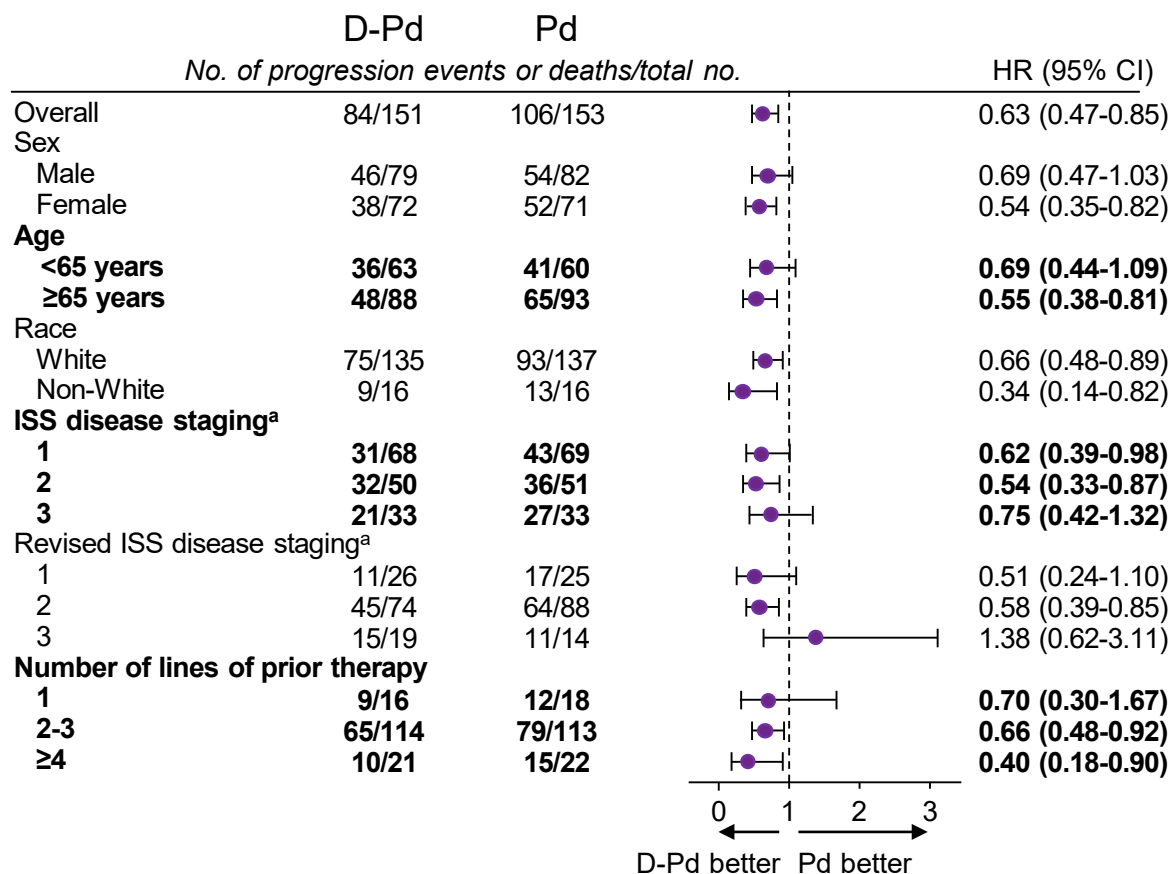 D-Pd Pd
No. of progression events or deaths/total no. HR (95% CI)
Overall 84/151 106/153 0.63 (0.47-0.85)
Sex
Male 46/79 54/82 0.69 (0.47-1.03)
Female 38/72 52/71 0.54 (0.35-0.82)
Age
<65 years 36/63 41/60 0.69 (0.44-1.09)
≥65 years 48/88 65/93 0.55 (0.38-0.81)
Race
White 75/135 93/137 0.66 (0.48-0.89)
Non-White 9/16 13/16 0.34 (0.14-0.82)
ISS disease stagingᵃ
1 31/68 43/69 0.62 (0.39-0.98)
2 32/50 36/51 0.54 (0.33-0.87)
3 21/33 27/33 0.75 (0.42-1.32)
Revised ISS disease stagingᵃ
1 11/26 17/25 0.51 (0.24-1.10)
2 45/74 64/88 0.58 (0.39-0.85)
3 15/19 11/14 1.38 (0.62-3.11)
Number of lines of prior therapy
1 9/16 12/18 0.70 (0.30-1.67)
2-3 65/114 79/113 0.66 (0.48-0.92)
≥4 10/21 15/22 0.40 (0.18-0.90)
0 1 2 3
D-Pd better Pd better